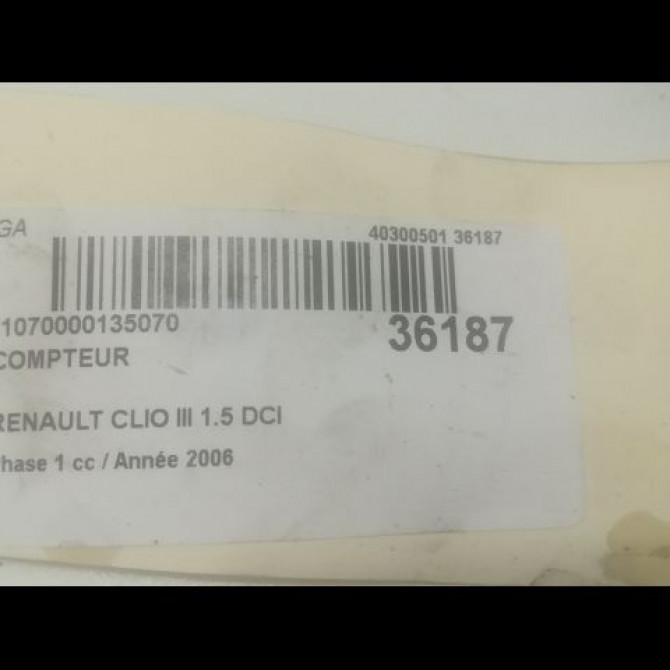 GA
40300501 36187
1070000135070
36187
COMPTEUR
RENAULT CLIO III 1.5 DCI
hase 1 cc / Année 2006